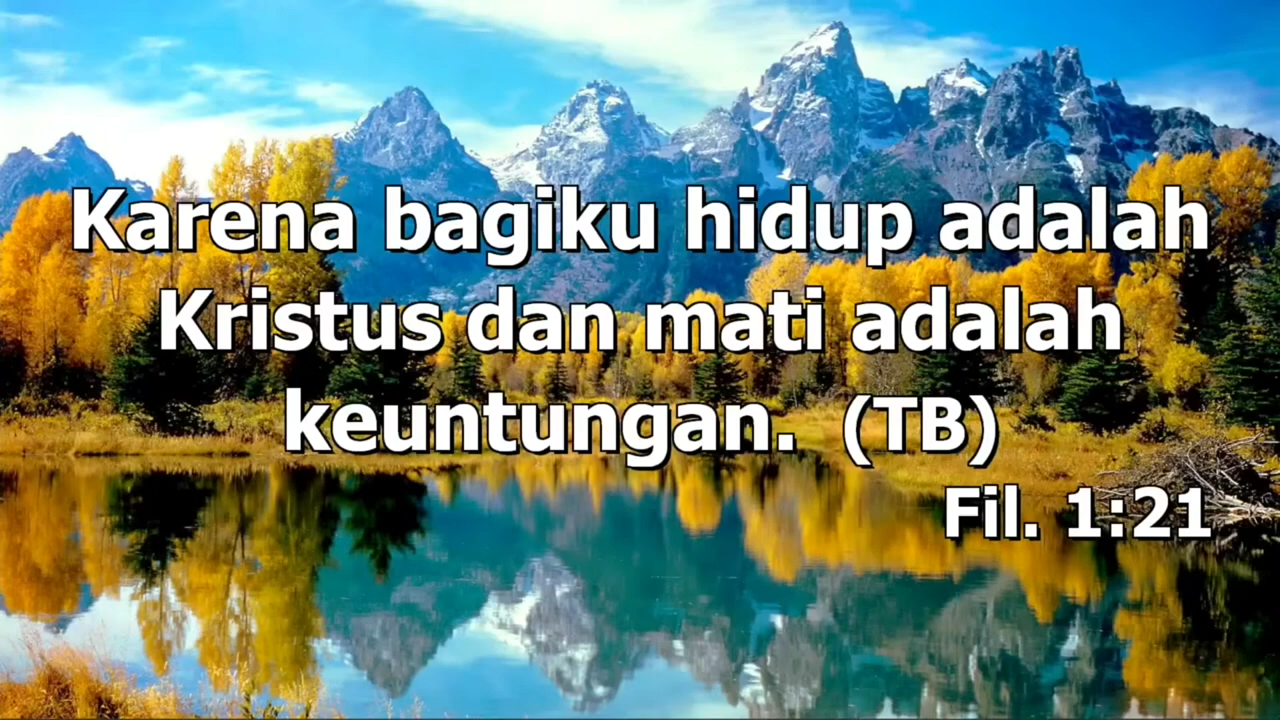 Karena bagiku hidup adalah
Kristus dan mati adalah
keuntungan.  (TB)
Fil. 1:21